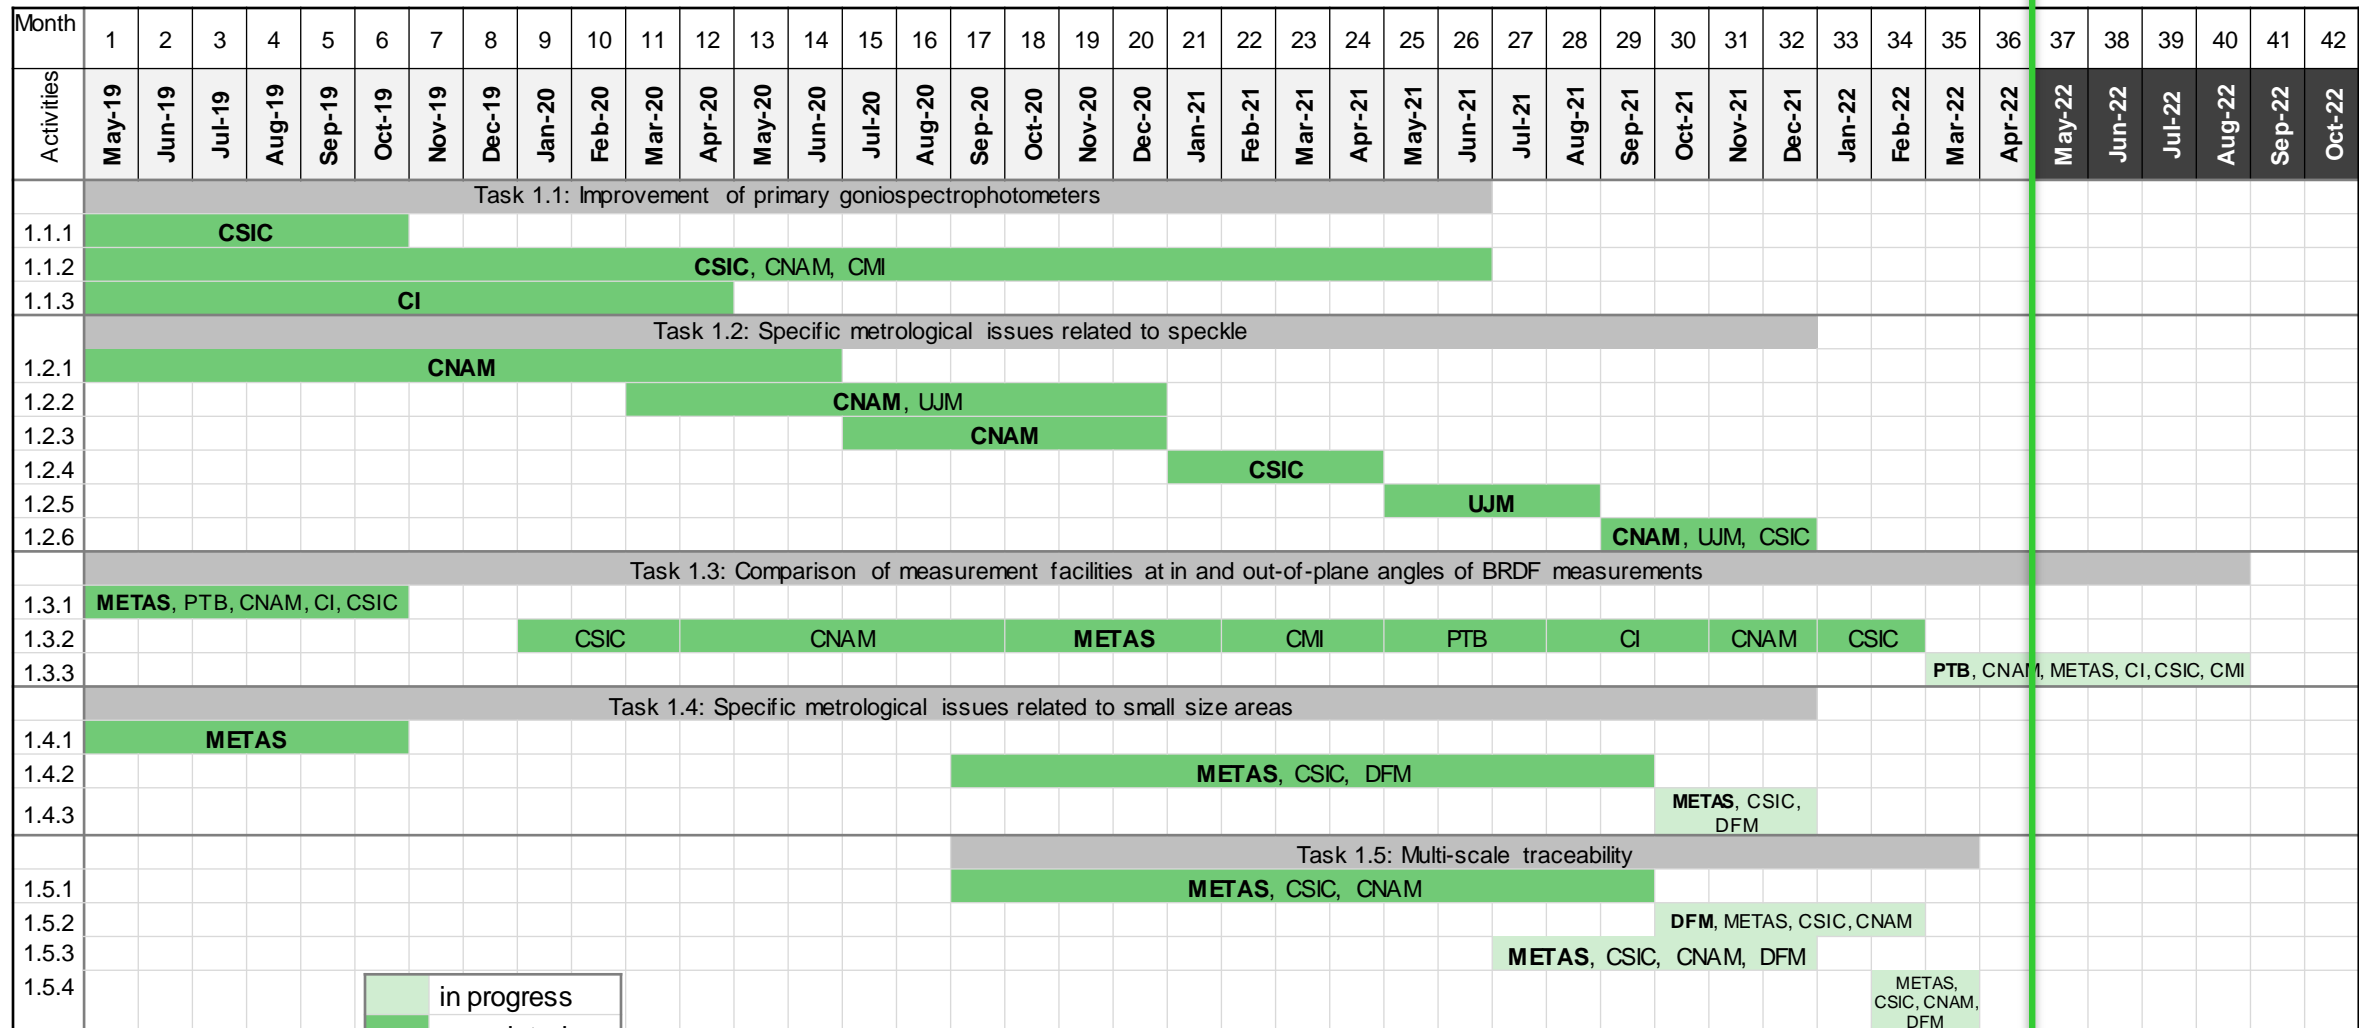 Month 1 2 3 4 5 6 7 8 9 10 11 12 13 14 15 16 17 18 19 20 21 22 23 24 25 26 27 28 29 30 31 32 33 34 35 36 37 38 39 40 41 42
Activities May-19 Jun-19 Jul-19 Aug-19 Sep-19 Oct-19 Nov-19 Dec-19 Jan-20 Feb-20 Mar-20 Apr-20 May-20 Jun-20 Jul-20 Aug-20 Sep-20 Oct-20 Nov-20 Dec-20 Jan-21 Feb-21 Mar-21 Apr-21 May-21 Jun-21 Jul-21 Aug-21 Sep-21 Oct-21 Nov-21 Dec-21 Jan-22 Feb-22 Mar-22 Apr-22 May-22 Jun-22 Jul-22 Aug-22 Sep-22 Oct-22
Task 1.1: Improvement of primary goniospectrophotometers
1.1.1 CSIC
1.1.2 CSIC, CNAM, CMI
1.1.3 CI
Task 1.2: Specific metrological issues related to speckle
1.2.1 CNAM
1.2.2 CNAM, UJM
1.2.3 CNAM
1.2.4 CSIC
1.2.5 UJM
1.2.6 CNAM, UJM, CSIC
Task 1.3: Comparison of measurement facilities at in and out-of-plane angles of BRDF measurements
1.3.1 METAS, PTB, CNAM, CI, CSIC
1.3.2 CSIC CNAM METAS CMI PTB CI CNAM CSIC
1.3.3 PTB, CNAM, METAS, CI, CSIC, CMI
Task 1.4: Specific metrological issues related to small size areas
1.4.1 METAS
1.4.2 METAS, CSIC, DFM
1.4.3 METAS, CSIC,
DFM
Task 1.5: Multi-scale traceability
1.5.1 METAS, CSIC, CNAM
1.5.2 DFM, METAS, CSIC, CNAM
1.5.3 METAS, CSIC, CNAM, DFM
1.5.4 METAS,
CSIC, CNAM,
DFM
in progress